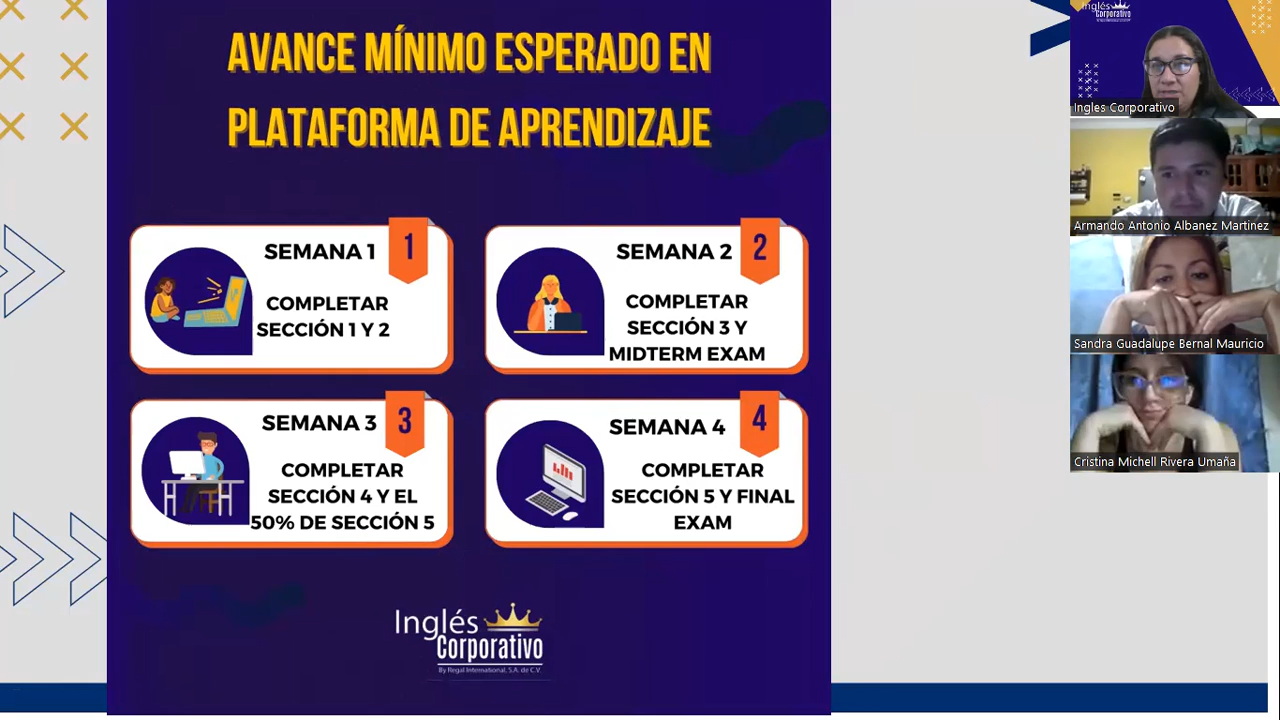 AVANCE MÍNIMO ESPERADO EN
PLATAFORMA DE APRENDIZAJE
SEMANA 1
1
COMPLETAR
SECCIÓN 1 Y 2
SEMANA 2
2
COMPLETAR
SECCIÓN 3 Y
MIDTERM EXAM
SEMANA 3
3
COMPLETAR
SECCIÓN 4 Y EL
50% DE SECCIÓN 5
SEMANA 4
4
COMPLETAR
SECCIÓN 5 Y FINAL
EXAM
Inglés
Corporativo
By Regal International, S.A. de C.V.
Inglés
Corporativo
Ingles Corporativo
Armando Antonio Albanez Martinez
Sandra Guadalupe Bernal Mauricio
Cristina Michell Rivera Umaña